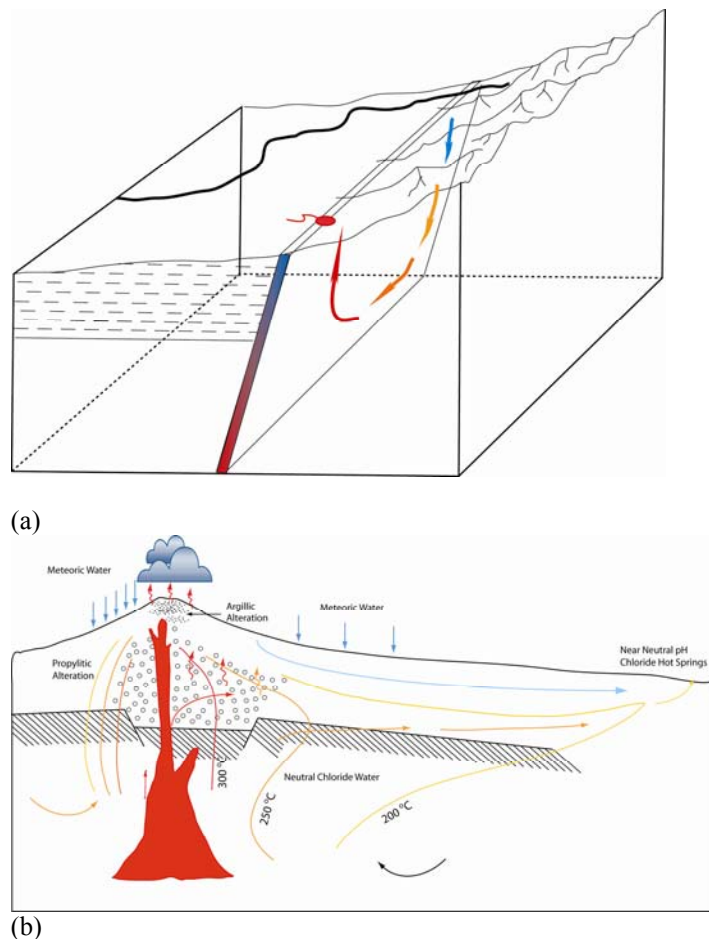 (a)
Meteoric Water
Argillic
Alteration
Meteoric Water
Near Neutral pH
Chloride Hot Springs
Propylitic
Alteration
300 °C
Neutral Chloride Water
250 °C
200 °C
(b)